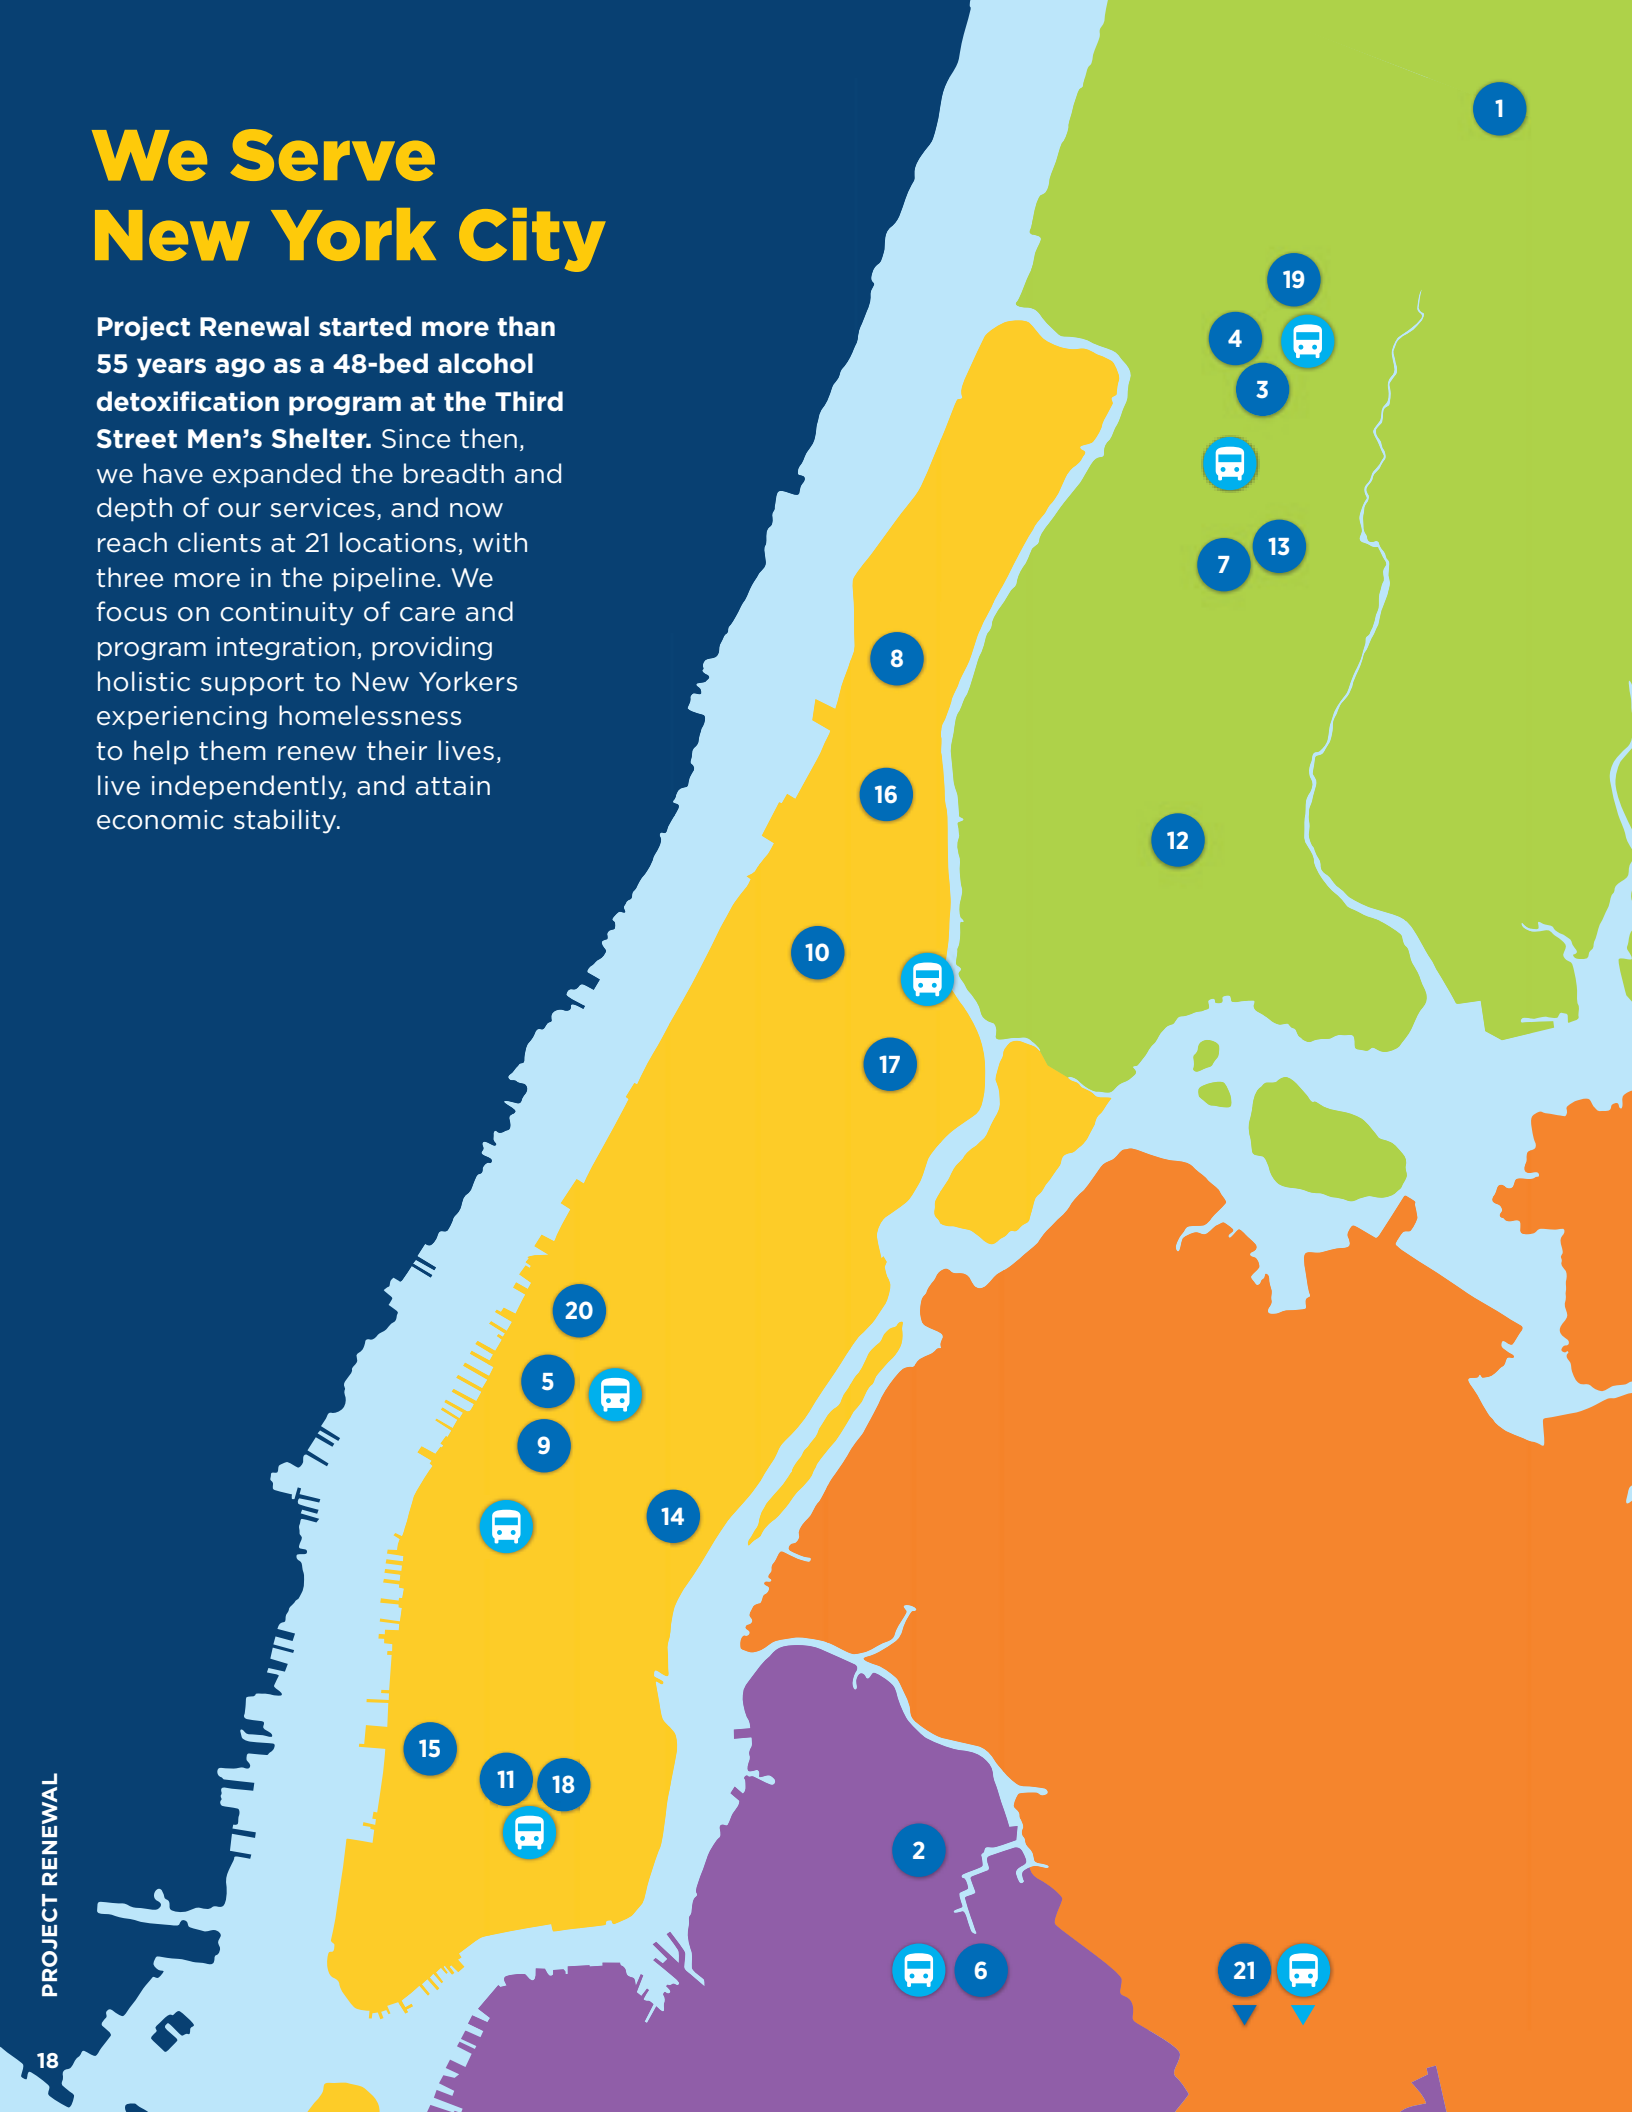 We Serve
New York City
Project Renewal started more than
55 years ago as a 48-bed alcohol
detoxification program at the Third
Street Men’s Shelter. Since then,
we have expanded the breadth and
depth of our services, and now
reach clients at 21 locations, with
three more in the pipeline. We
focus on continuity of care and
program integration, providing
holistic support to New Yorkers
experiencing homelessness
to help them renew their lives,
live independently, and attain
economic stability.
1
19
4
3
13
7
8
16
12
10
17
20
5
9
14
15
11
18
2
6
21
PROJECT RENEWAL
18